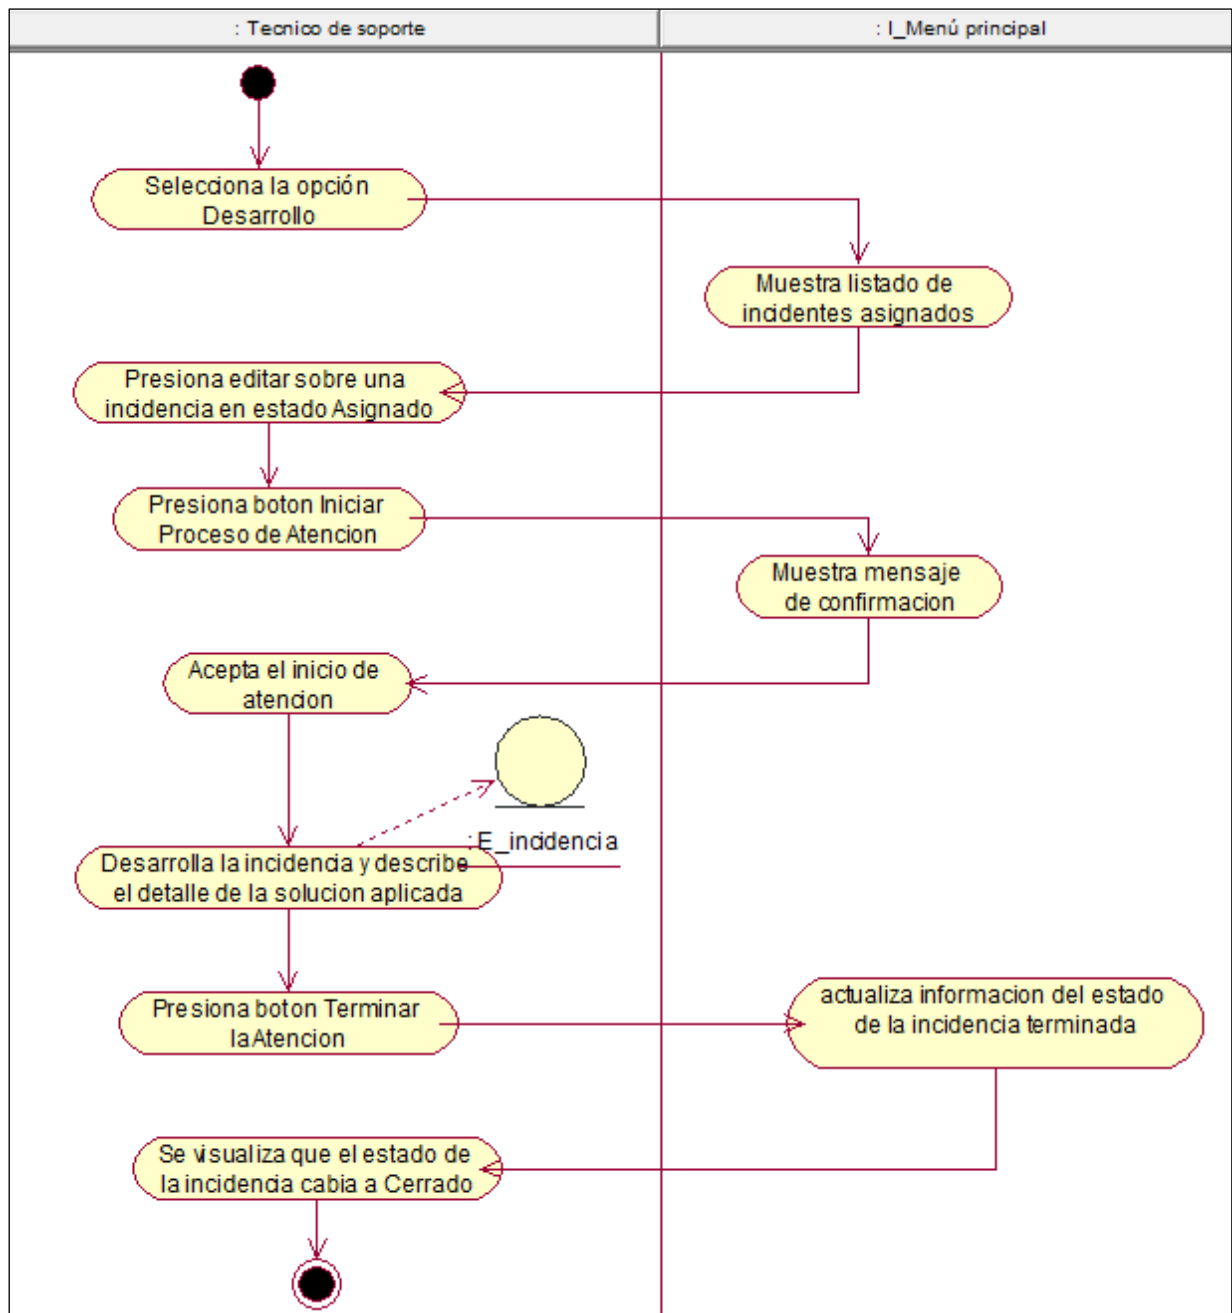 : Tecnico de soporte
: I_Menú principal
Selecciona la opción
Desarrollo
Muestra listado de
incidentes asignados
Presiona editar sobre una
incidencia en estado Asignado
Presiona boton Iniciar
Proceso de Atencion
Muestra mensaje
de confirmacion
Acepta el inicio de
atencion
: E_incidencia
Desarrolla la incidencia y describe
el detalle de la solucion aplicada
Presiona boton Terminar
la Atencion
actualiza informacion del estado
de la incidencia terminada
Se visualiza que el estado de
la incidencia cabia a Cerrado